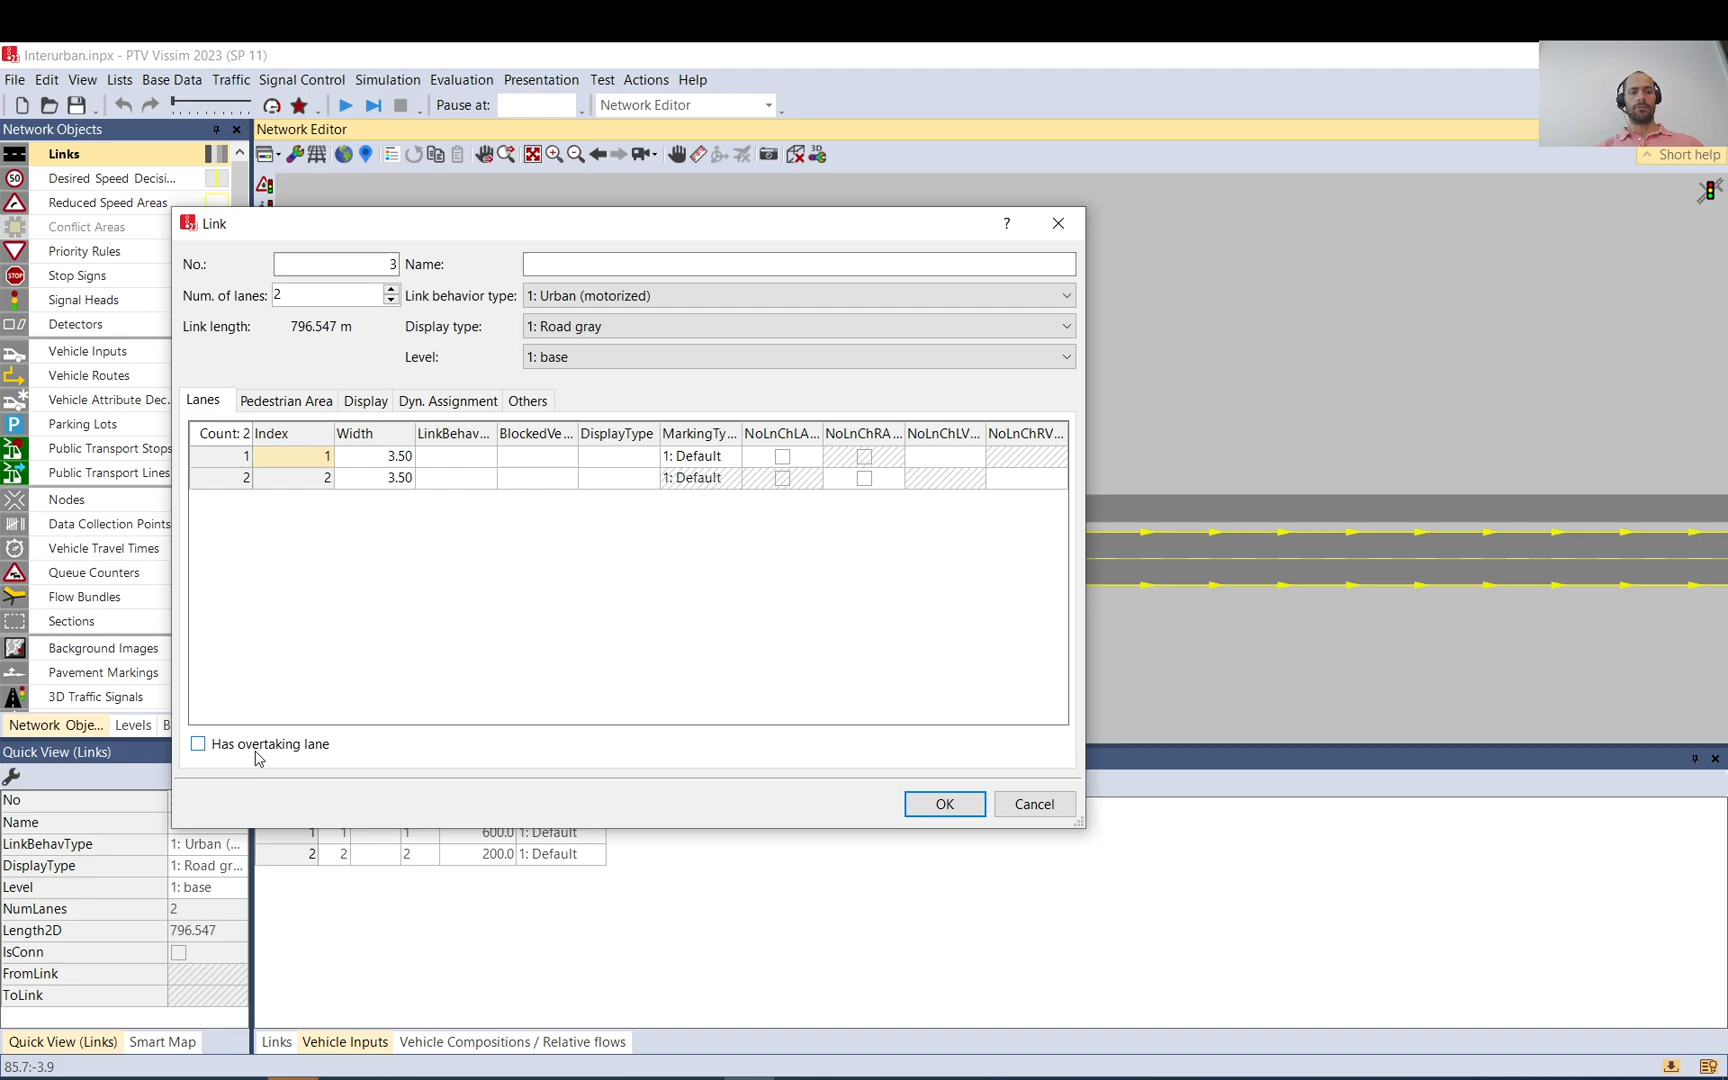 Interurban.inpx - PTV Vissim 2023 (SP 11)
File Edit View Lists Base Data Traffic Signal Control Simulation Evaluation Presentation Test Actions Help
Pause at: Network Editor
Network Objects
Network Editor
Short help
Links
50 Desired Speed Decisi...
Reduced Speed Areas
Conflict Areas
Priority Rules
STOP Stop Signs
Signal Heads
Detectors
Vehicle Inputs
Vehicle Routes
Vehicle Attribute Dec.
P Parking Lots
Public Transport Stops
Public Transport Lines
Nodes
Data Collection Points
Vehicle Travel Times
Queue Counters
Flow Bundles
Sections
Background Images
Pavement Markings
3D Traffic Signals
Network Obje... Levels B
Link ?
No.: 3 Name:
Num. of lanes: 2 Link behavior type: 1: Urban (motorized)
Link length: 796.547 m Display type: 1: Road gray
Level: 1: base
Lanes Pedestrian Area Display Dyn. Assignment Others
Count: 2 Index Width LinkBehav... BlockedVe... DisplayType MarkingTy... NoLnChLA... NoLnChRA... NoLnChLV... NoLnChRV...
1 1 3.50 1: Default
2 2 3.50 1: Default
Has overtaking lane
OK Cancel
Quick View (Links)
No
Name
LinkBehavType 1: Urban (...
DisplayType 1: Road gr...
Level 1: base
NumLanes 2
Length2D 796.547
IsConn
FromLink
ToLink
1 1 1 600.0 1: Default
2 2 2 200.0 1: Default
Quick View (Links) Smart Map
Links Vehicle Inputs Vehicle Compositions / Relative flows
85.7:-3.9